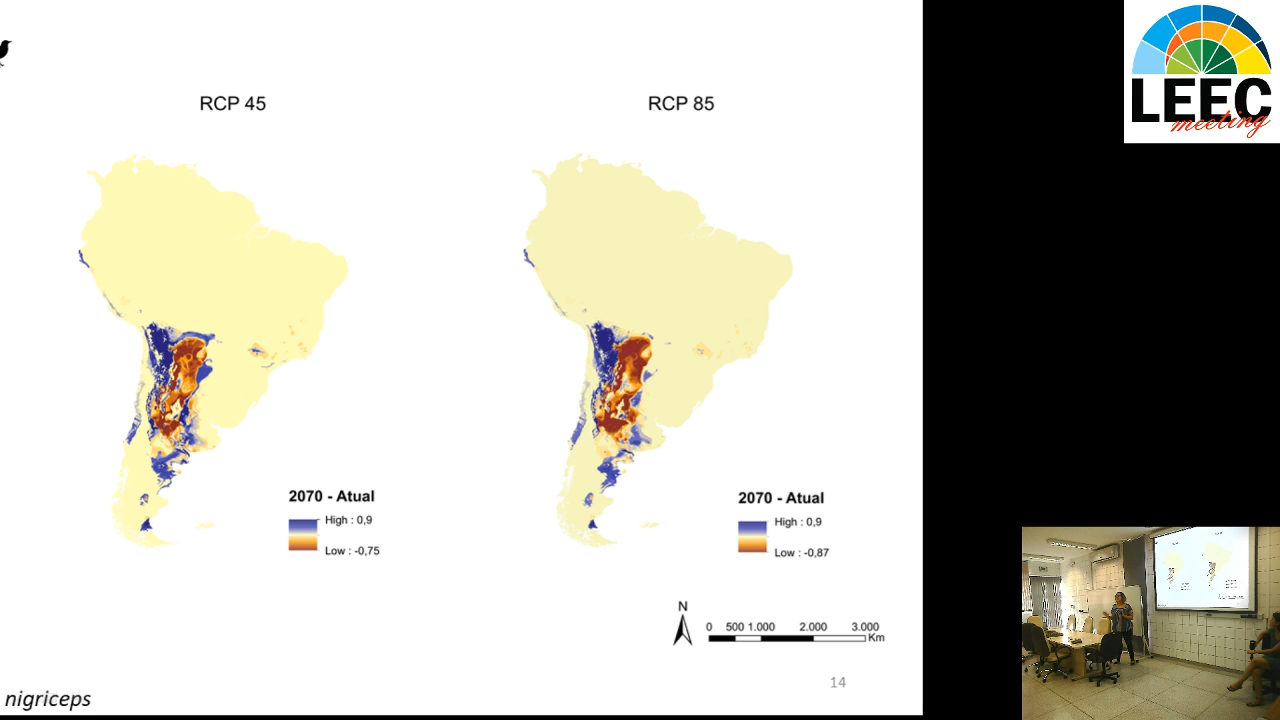 RCP 45
RCP 85
2070 - Atual
High : 0,9
Low : -0,75
2070 - Atual
High : 0,9
Low : -0,87
N
0 500 1.000 2.000 3.000
Km
14
nigriceps
LEEC
meeting